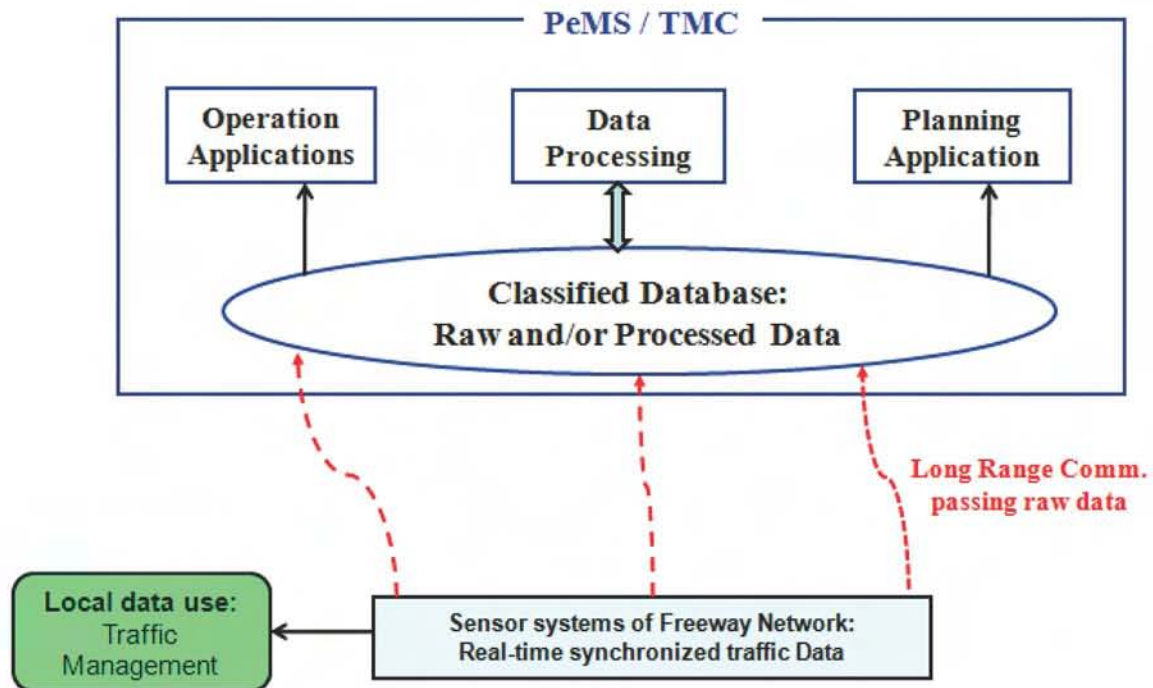 PeMS / TMC
Operation
Applications
Data
Processing
Planning
Application
Classified Database:
Raw and/or Processed Data
Long Range Comm.
passing raw data
Local data use:
Traffic
Management
Sensor systems of Freeway Network:
Real-time synchronized traffic Data